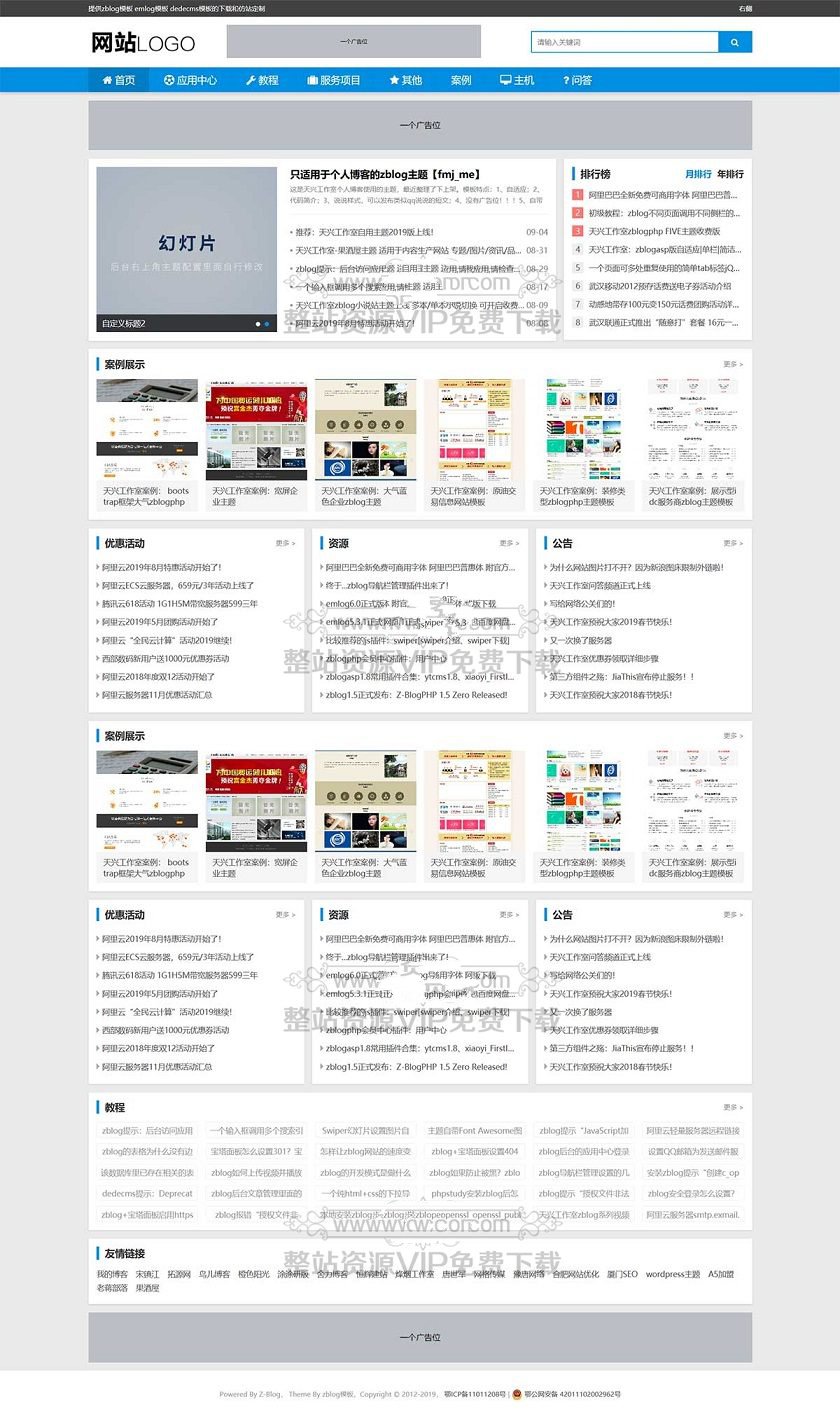 提供zblog模板 emlog模板 dedecms模板的下载和仿站定制
右侧
网站LOGO
一个广告位
请输入关键词
首页 应用中心 教程 服务项目 其他 案例 主机 问答
一个广告位
幻灯片
后台右上角主题配置里面自行修改
自定义标题2
只适用于个人博客的zblog主题【fmj_me】
这是天兴工作室个人博客使用的主题，最近整理了下上架。模板特点：1、自适应；2、
代码简介；3、说说样式，可以发布类似qq说说的短文；4、没有广告位！！！5、自带
推荐：天兴工作室自用主题2019版上线！ 09-04
天兴工作室-果酒屋主题 适用于内容生产网站 专题/图片/资讯/品... 08-31
08-29
一个输入框调用多个搜索 08-17
天兴工作室zblog小说站主题 08-09
阿里云2019年8月特惠活动开始了！ 08-08
排行榜 月排行 年排行
1 阿里巴巴全新免费可商用字体 阿里巴巴普...
2 初级教程：zblog不同页面调用不同侧栏的...
3 天兴工作室zblogphp FIVE主题收费版
4 天兴工作室：zblogasp版自适应|单栏|简洁...
5 一个页面可多处重复使用的简单tab标签jQ...
6 武汉移动2012预存话费送电子券活动介绍
7 动感地带存100元变150元话费团购活动详...
8 武汉联通正式推出“随意打”套餐 16元一...
整站资源VIP免费下载
案例展示 更多 >
天兴工作室案例： boots
trap框架大气zblogphp
天兴工作室案例：宽屏企
业主题
天兴工作室案例：大气蓝
色企业zblog主题
天兴工作室案例：原油交
易信息网站模板
天兴工作室案例：装修类
型zblogphp主题模板
天兴工作室案例：展示型i
dc服务商zblog主题模板
优惠活动 更多 >
阿里云2019年8月特惠活动开始了！
阿里云ECS云服务器，659元/3年活动上线了
腾讯云618活动 1G1H5M带宽服务器599三年
阿里云2019年5月团购活动开始了
阿里云“全民云计算”活动2019继续！
西部数码新用户送1000元优惠券活动
阿里云2018年度双12活动开始了
阿里云服务器11月优惠活动汇总
资源 更多 >
阿里巴巴全新免费可商用字体 阿里巴巴普惠体 附官方...
终于...zblog导航栏管理插件出来了！
emlog6.0正式版
emlog5.3.1正式
比较推荐的js插件：swiper[swiper介绍、swiper下载]
zblogphp会员中心插件：用户中心
zblogasp1.8常用插件合集：ytcms1.8、xiaoyi_Firstl...
zblog1.5正式发布：Z-BlogPHP 1.5 Zero Released!
公告 更多 >
为什么网站图片打不开？因为新浪图床限制外链啦！
天兴工作室问答频道正式上线
写给网络公关们的！
天兴工作室预祝大家2019春节快乐！
又一次换了服务器
天兴工作室优惠券领取详细步骤
第三方组件之殇：JiaThis宣布停止服务！！
天兴工作室预祝大家2018春节快乐！
整站资源VIP免费下载
案例展示 更多 >
天兴工作室案例： boots
trap框架大气zblogphp
天兴工作室案例：宽屏企
业主题
天兴工作室案例：大气蓝
色企业zblog主题
天兴工作室案例：原油交
易信息网站模板
天兴工作室案例：装修类
型zblogphp主题模板
天兴工作室案例：展示型i
dc服务商zblog主题模板
优惠活动 更多 >
阿里云2019年8月特惠活动开始了！
阿里云ECS云服务器，659元/3年活动上线了
腾讯云618活动 1G1H5M带宽服务器599三年
阿里云2019年5月团购活动开始了
阿里云“全民云计算”活动2019继续！
西部数码新用户送1000元优惠券活动
阿里云2018年度双12活动开始了
阿里云服务器11月优惠活动汇总
资源 更多 >
阿里巴巴全新免费可商用字体 阿里巴巴普惠体 附官方...
终于...zblog导航栏管理插件出来了！
emlog6.0正式
emlog5.3.1正式
比较推荐的js插件：swiper[swiper介绍、swiper下载]
zblogphp会员中心插件：用户中心
zblogasp1.8常用插件合集：ytcms1.8、xiaoyi_Firstl...
zblog1.5正式发布：Z-BlogPHP 1.5 Zero Released!
公告 更多 >
为什么网站图片打不开？因为新浪图床限制外链啦！
天兴工作室问答频道正式上线
写给网络公关们的！
天兴工作室预祝大家2019春节快乐！
又一次换了服务器
天兴工作室优惠券领取详细步骤
第三方组件之殇：JiaThis宣布停止服务！！
天兴工作室预祝大家2018春节快乐！
整站资源VIP免费下载
教程 更多 >
zblog提示：后台访问应用 一个输入框调用多个搜索引 Swiper幻灯片设置图片自 主题自带Font Awesome图 zblog提示“JavaScript加 阿里云轻量服务器远程链接
zblog的表格为什么没有边 宝塔面板怎么设置301？宝 怎样让zblog网站的速度变 zblog+宝塔面板设置404 zblog后台的应用中心登录 设置QQ邮箱为发送邮件服
该数据库里已存在相关的表 zblog如何上传视频并播放 zblog的开发模式是做什么 zblog如果防止被黑？zblo zblog导航栏管理设置的几 安装zblog提示“创建c_op
dedecms提示：Deprecat zblog后台文章管理里面的 一个纯html+css的下拉导 phpstudy安装zblog后怎 zblog提示“授权文件非法 zblog安全登录怎么设置？
zblog+宝塔面板启用https zblog报错“授权文件非 天兴工作室zblog系列视频 阿里云服务器smtp.exmail.
整站资源VIP免费下载
友情链接
我的博客 宋镇江 拓源网 鸟儿博客 橙色阳光 唐世军 豫唐网络 合肥网站优化 厦门SEO wordpress主题 A5加盟
老蒋部落 果酒屋
一个广告位
Powered By Z-Blog、 Theme By zblog模板、Copyright © 2012-2019、 鄂ICP备11011208号 | 鄂公网安备 42011102002962号